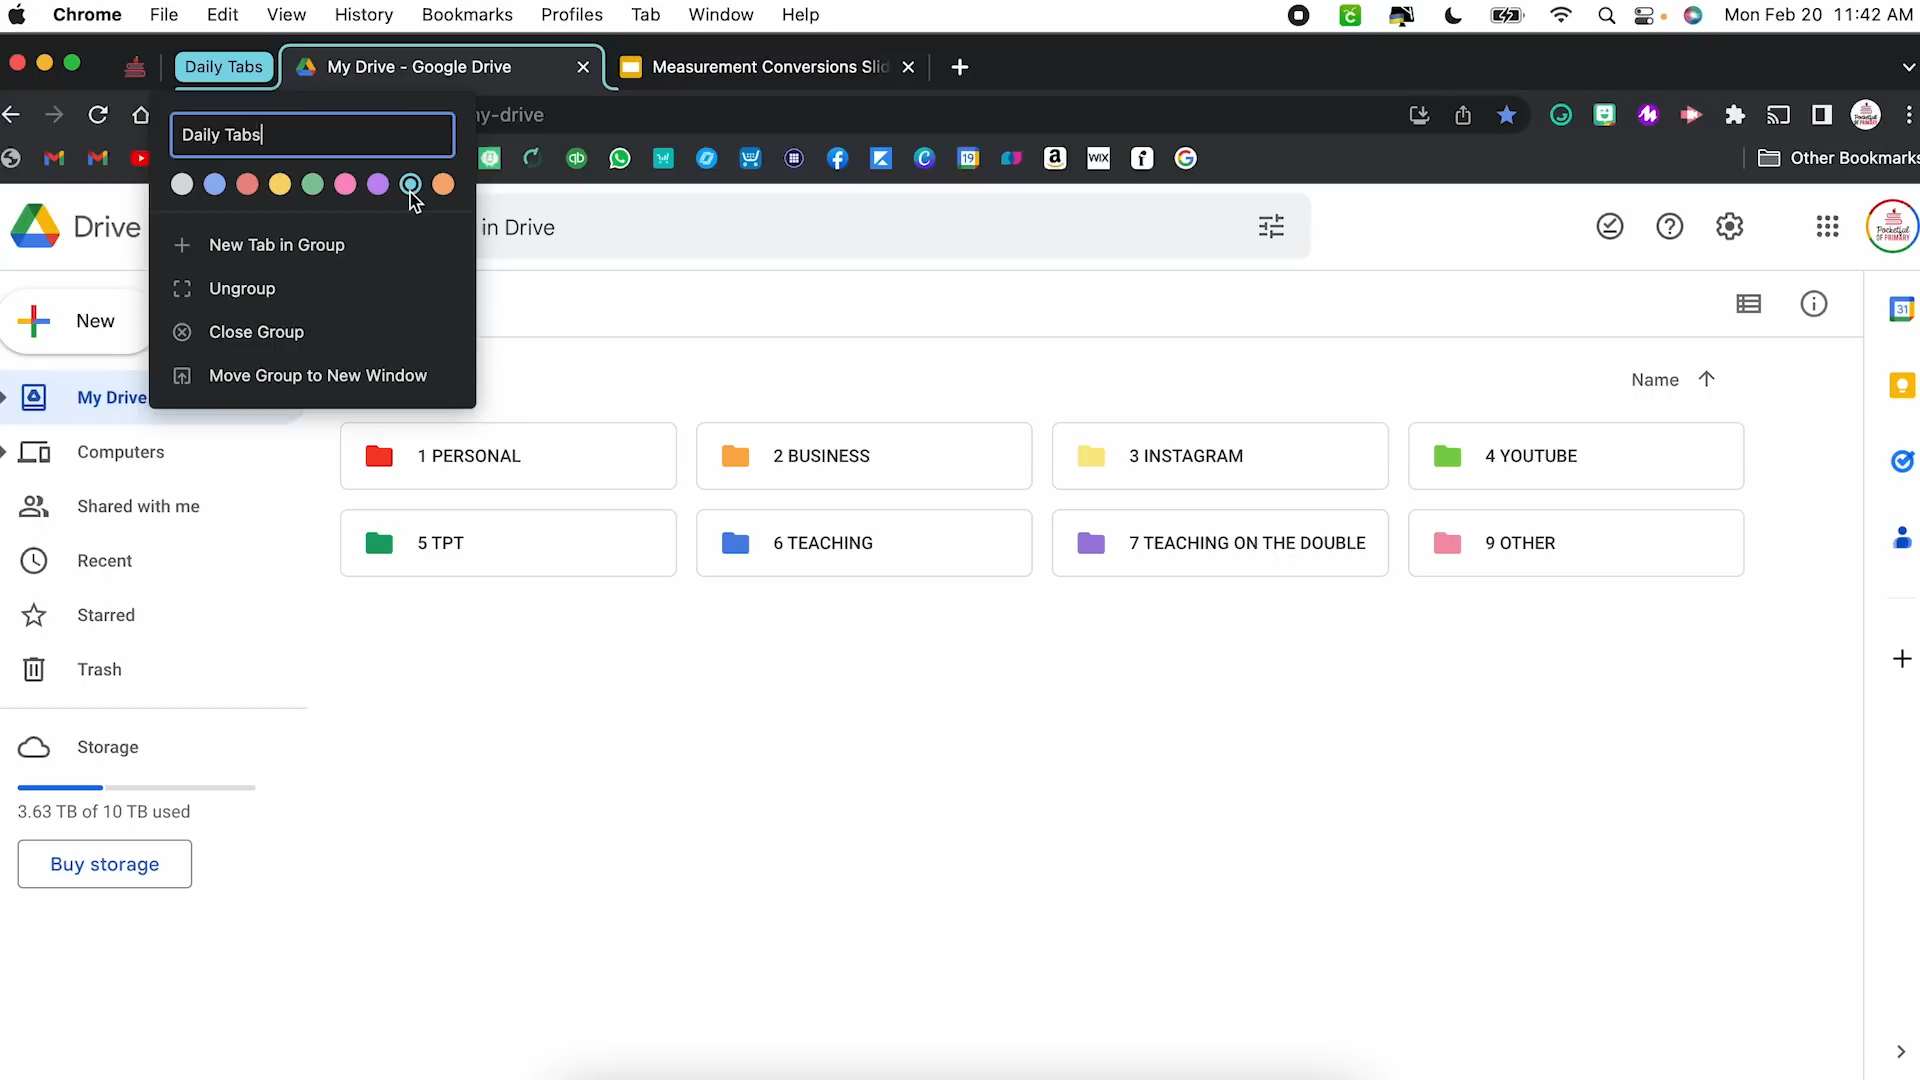 Chrome File Edit View History Bookmarks Profiles Tab Window Help Mon Feb 20 11:42 AM
Daily Tabs My Drive - Google Drive Measurement Conversions Slid
Daily Tabs y-drive
Other Bookmarks
Drive in Drive
New Tab in Group
Ungroup
New
Close Group
Move Group to New Window
My Drive
Name
Computers
1 PERSONAL 2 BUSINESS 3 INSTAGRAM 4 YOUTUBE
Shared with me
5 TPT 6 TEACHING 7 TEACHING ON THE DOUBLE 9 OTHER
Recent
Starred
Trash
Storage
3.63 TB of 10 TB used
Buy storage